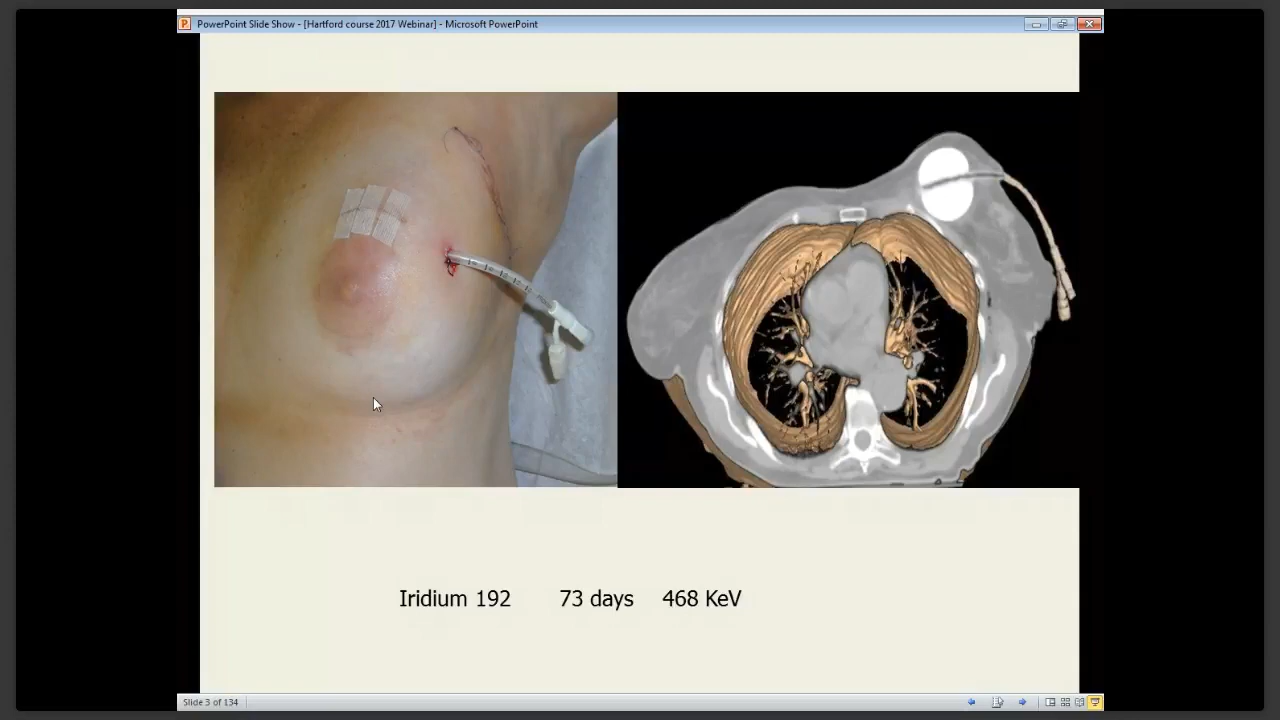 PowerPoint Slide Show - [Hartford course 2017 Webinar] - Microsoft PowerPoint
Iridium 192 73 days 468 KeV
Slide 3 of 134